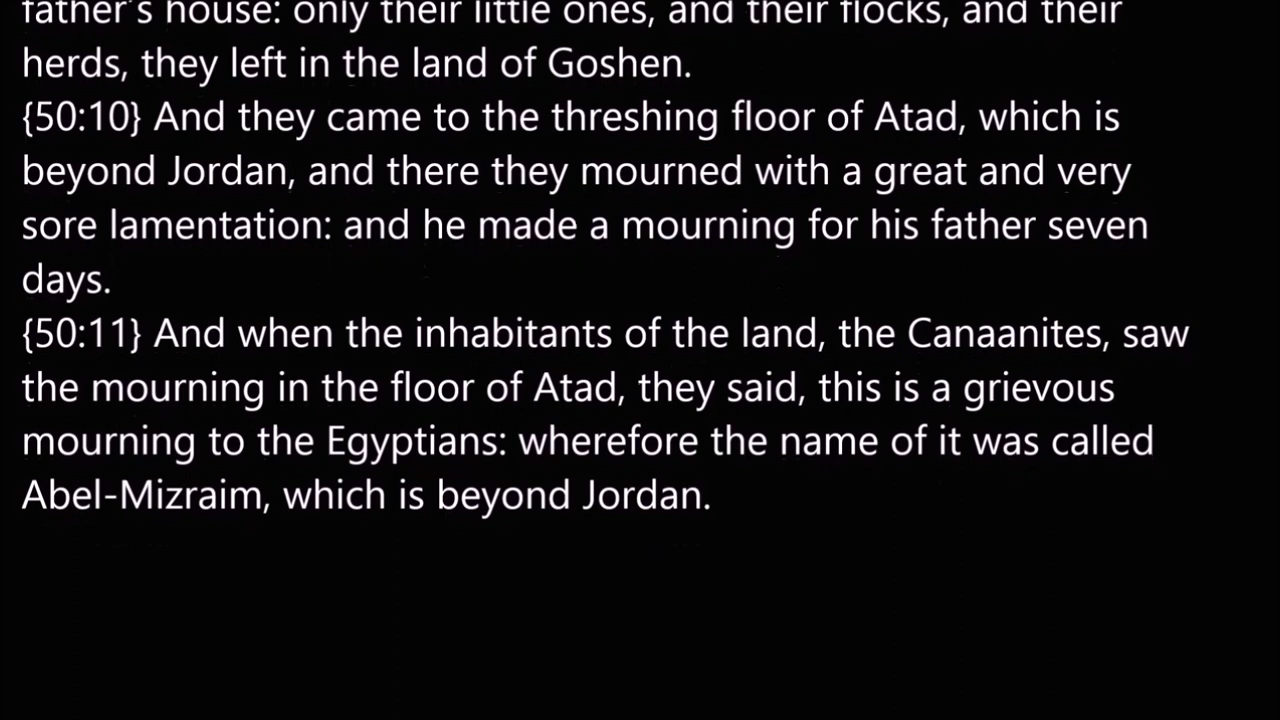 father's house: only their little ones, and their flocks, and their
herds, they left in the land of Goshen.
{50:10} And they came to the threshing floor of Atad, which is
beyond Jordan, and there they mourned with a great and very
sore lamentation: and he made a mourning for his father seven
days.
{50:11} And when the inhabitants of the land, the Canaanites, saw
the mourning in the floor of Atad, they said, this is a grievous
mourning to the Egyptians: wherefore the name of it was called
Abel-Mizraim, which is beyond Jordan.